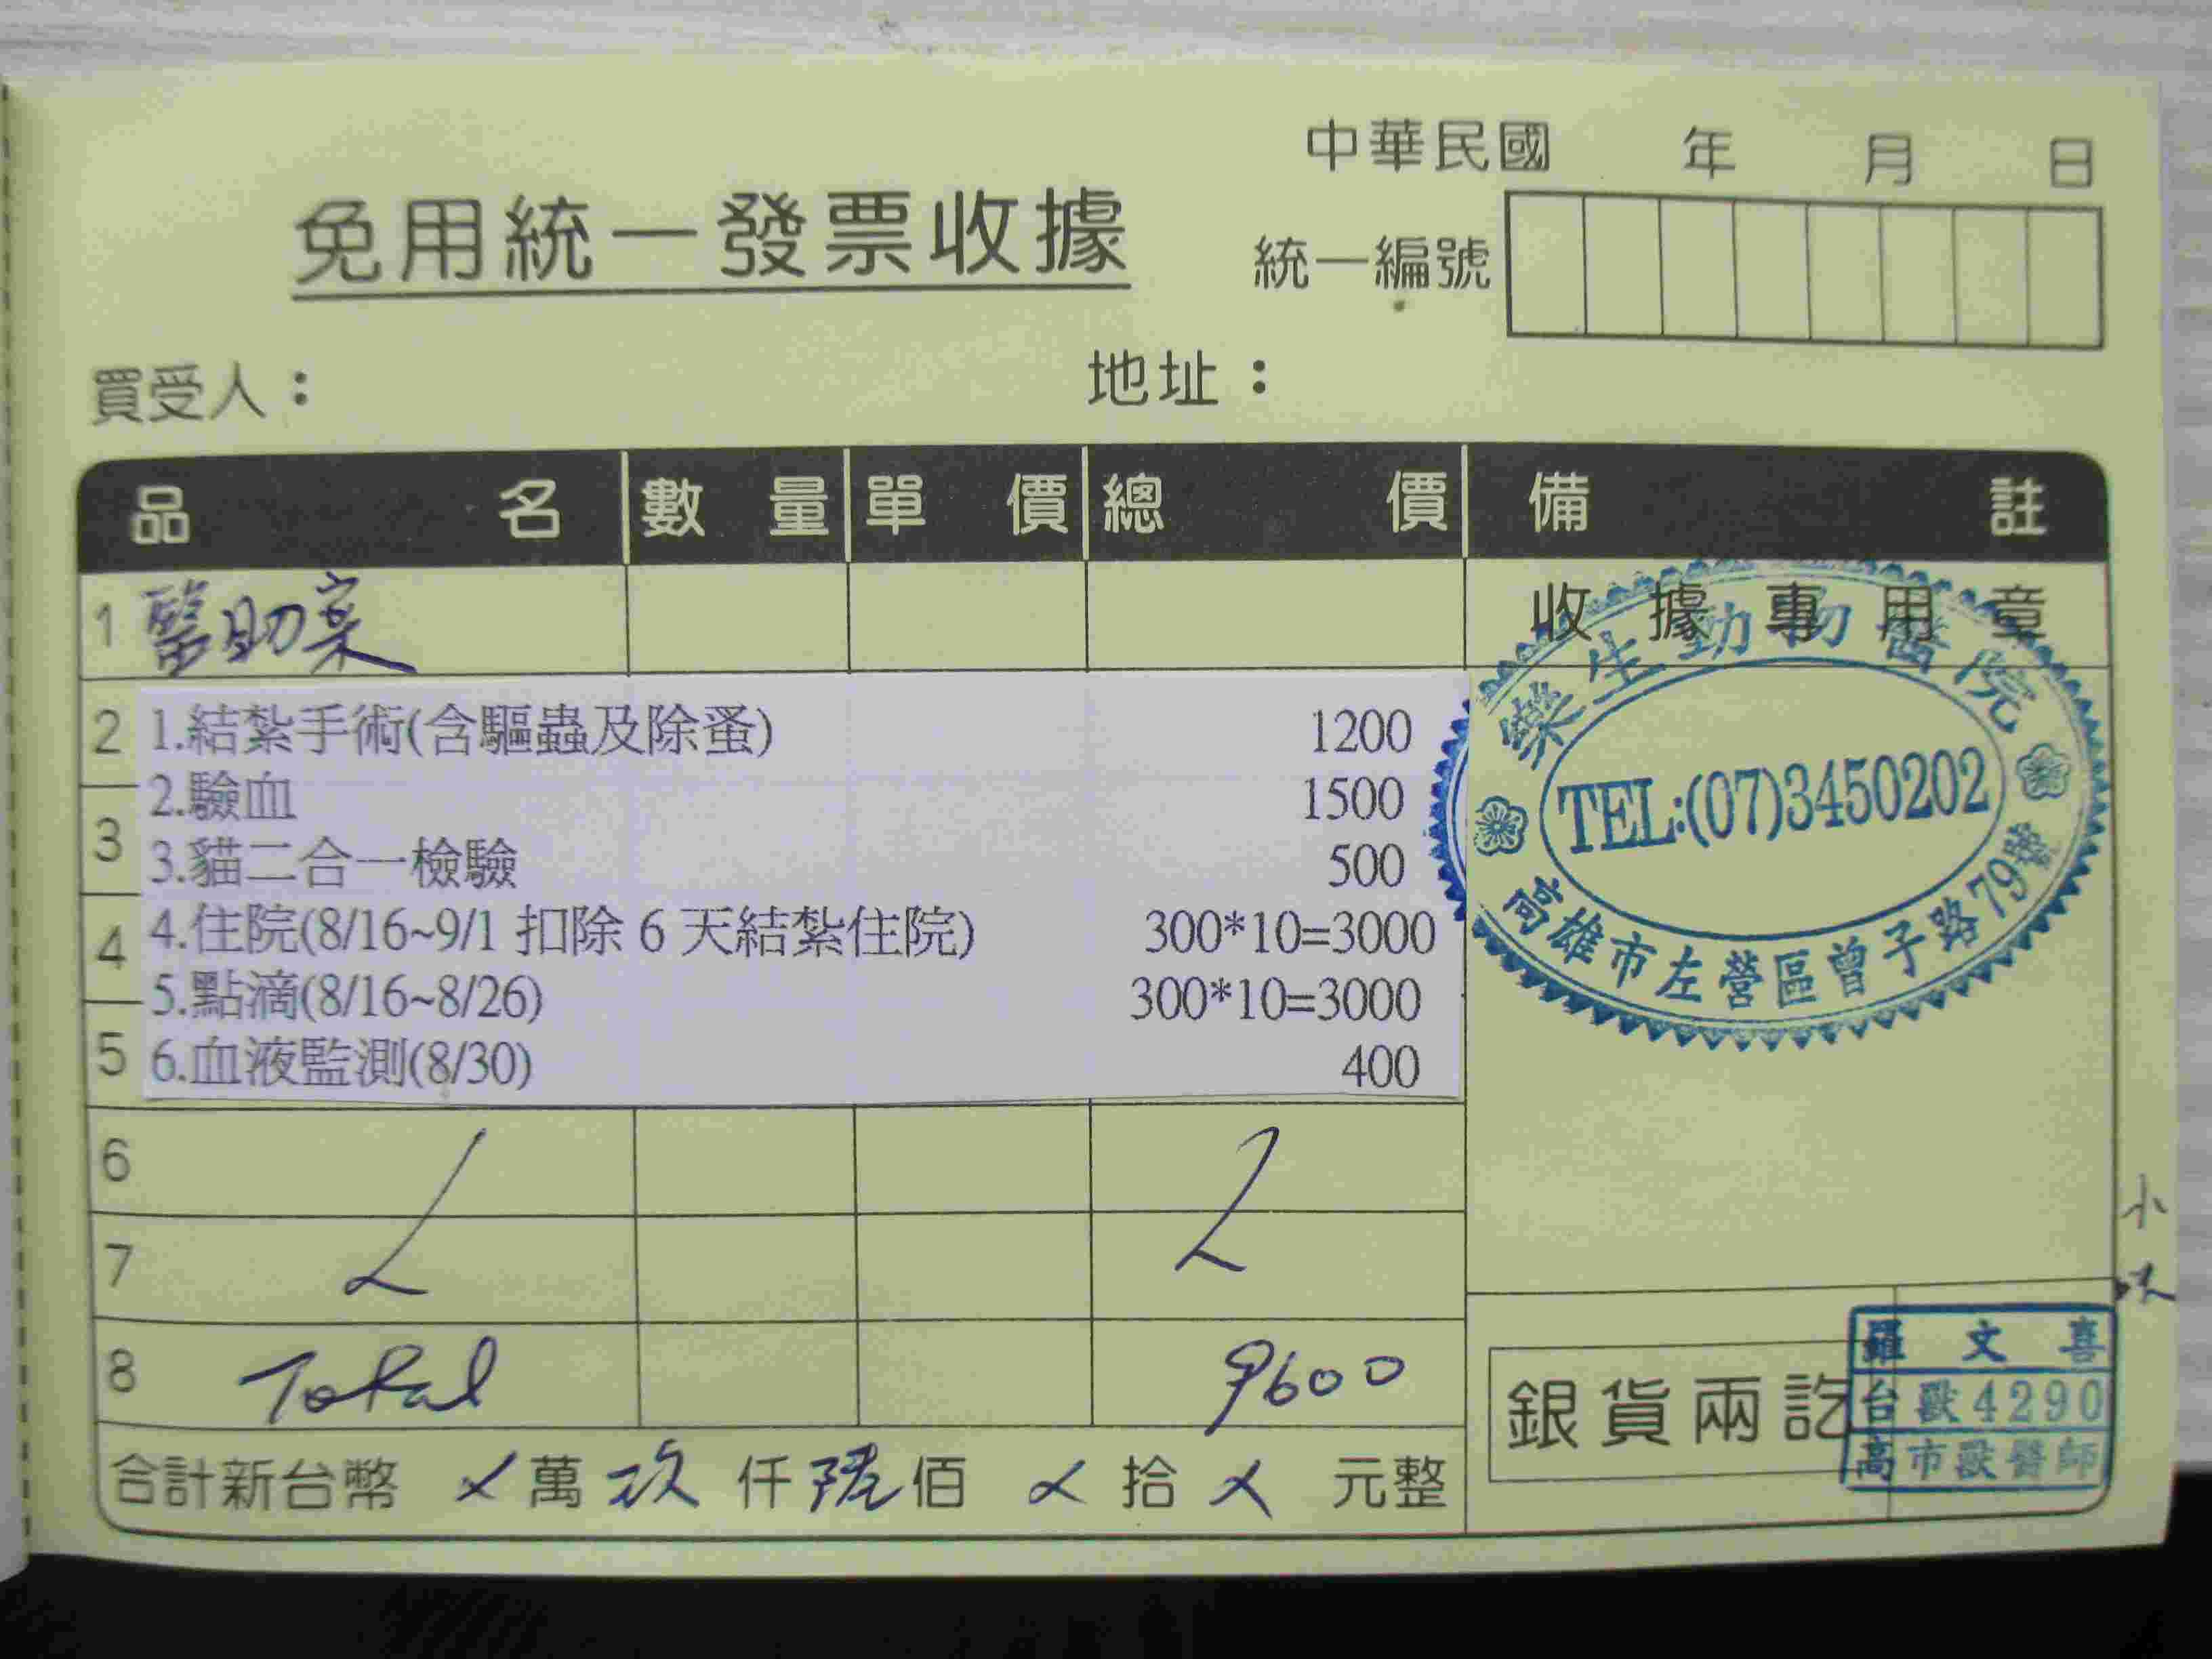 中華民國 年 月 日
免用統一發票收據
統一編號
買受人： 地址：
品名 數量 單價 總價 備註
1 醫助案
收據專用章
樂生動物醫院
TEL:(07)3450202
高雄市左營區曾子路79號
2 1.結紮手術(含驅蟲及除蚤) 1200
2.驗血 1500
3 3.貓二合一檢驗 500
4 4.住院(8/16~9/1 扣除 6 天結紮住院) 300*10=3000
5.點滴(8/16~8/26) 300*10=3000
5 6.血液監測(8/30) 400
6
7
8 Total 9600
合計新台幣 萬 玖 仟 陸 佰 拾 元整
銀貨兩訖
羅文喜
台獸4290
高市獸醫師
小